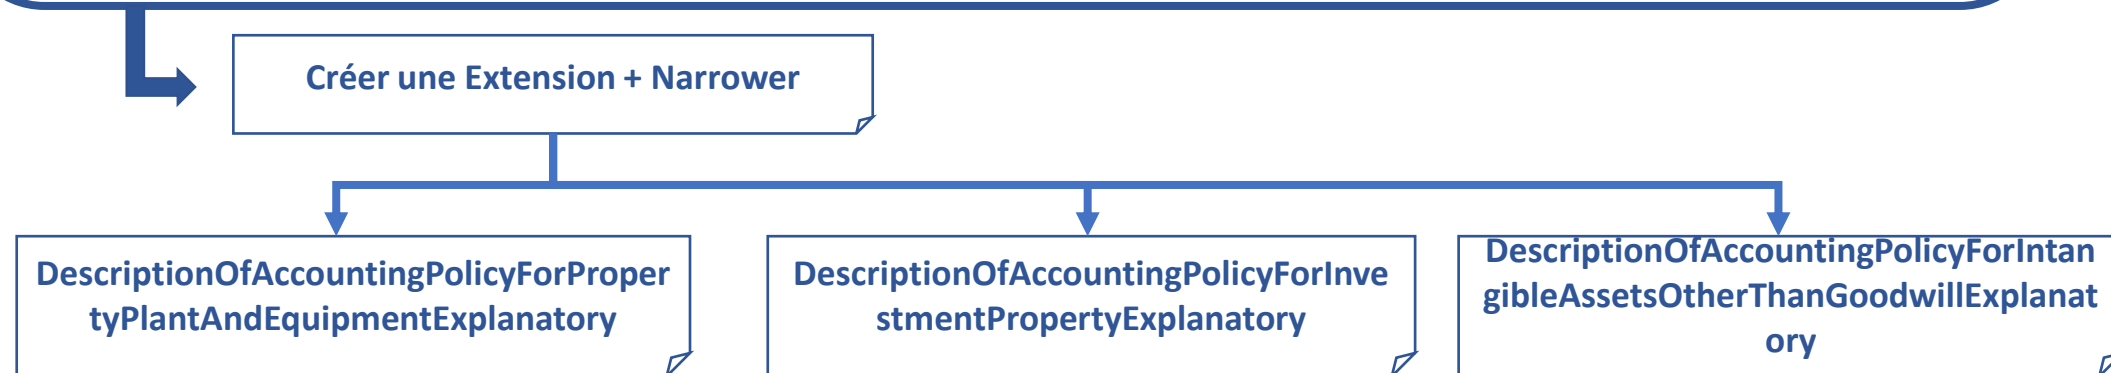 Créer une Extension + Narrower
DescriptionOfAccountingPolicyForProper
tyPlantAndEquipmentExplanatory
DescriptionOfAccountingPolicyForInve
stmentPropertyExplanatory
DescriptionOfAccountingPolicyForIntan
gibleAssetsOtherThanGoodwillExplanat
ory